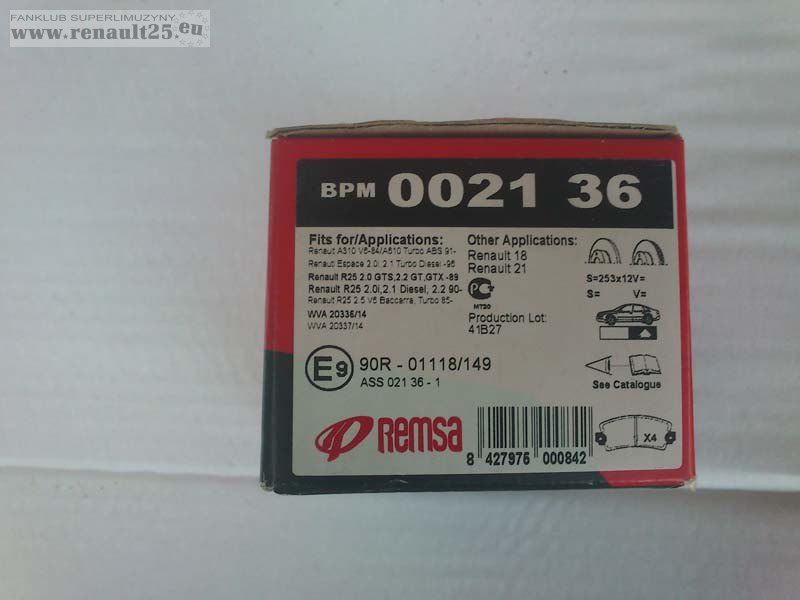 FANKLUB SUPERLIMUZYNY
www.renault25.eu
BPM 0021 36
Fits for/Applications:
Renault A310 V6-84/A610 Turbo ABS 91-
Renault Espace 2.0i, 2.1 Turbo Diesel -96
Renault R25 2.0 GTS,2.2 GT,GTX -89
Renault R25 2.0i,2.1 Diesel, 2.2 90-
Renault R25 2.5 V6 Baccarra, Turbo 85-
WVA 20336/14
WVA 20337/14
Other Applications:
Renault 18
Renault 21
MT20
Production Lot:
41B27
S=253x12V=
S= V=
See Catalogue
E9
90R - 01118/149
ASS 021 36 - 1
Remsa
8 427976 000842
X4